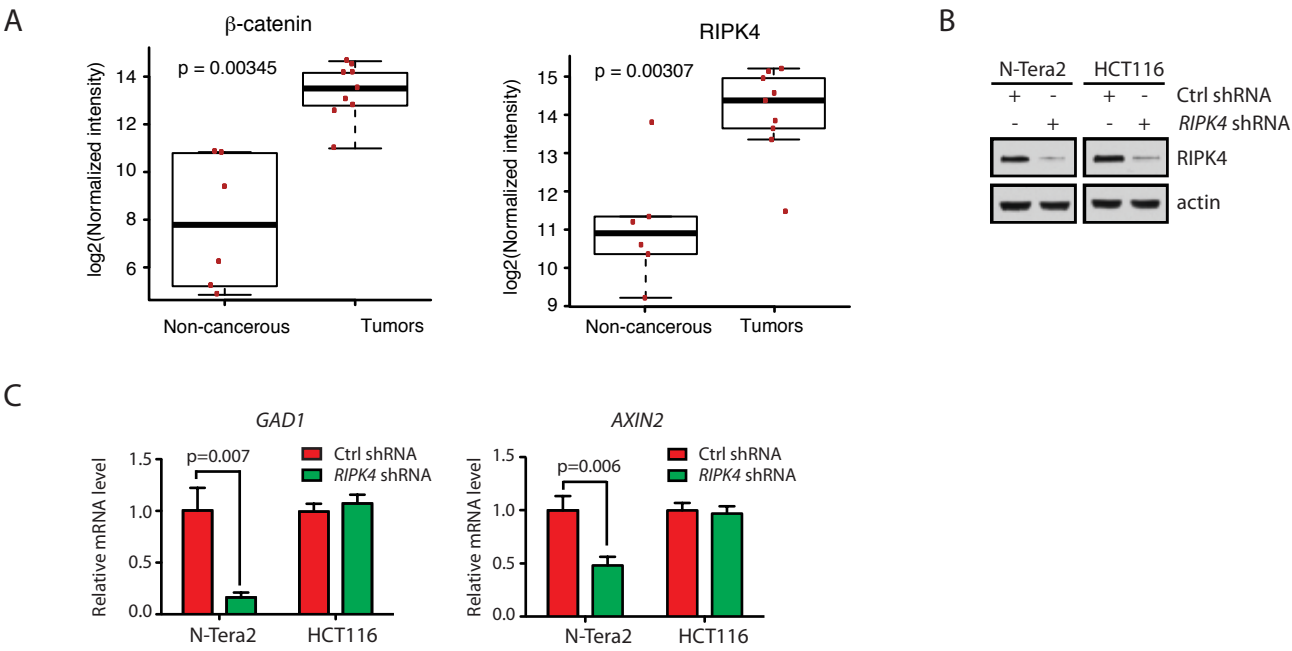 A
β-catenin
p = 0.00345
log2(Normalized intensity)
14
12
10
8
6
Non-cancerous
Tumors
RIPK4
p = 0.00307
log2(Normalized intensity)
15
14
13
12
11
10
9
Non-cancerous
Tumors
B
N-Tera2 HCT116
+ - + - Ctrl shRNA
- + - + RIPK4 shRNA
RIPK4
actin
C
GAD1
Ctrl shRNA
RIPK4 shRNA
p=0.007
Relative mRNA level
1.5
1.0
0.5
0.0
N-Tera2 HCT116
AXIN2
Ctrl shRNA
RIPK4 shRNA
p=0.006
Relative mRNA level
1.5
1.0
0.5
0.0
N-Tera2 HCT116